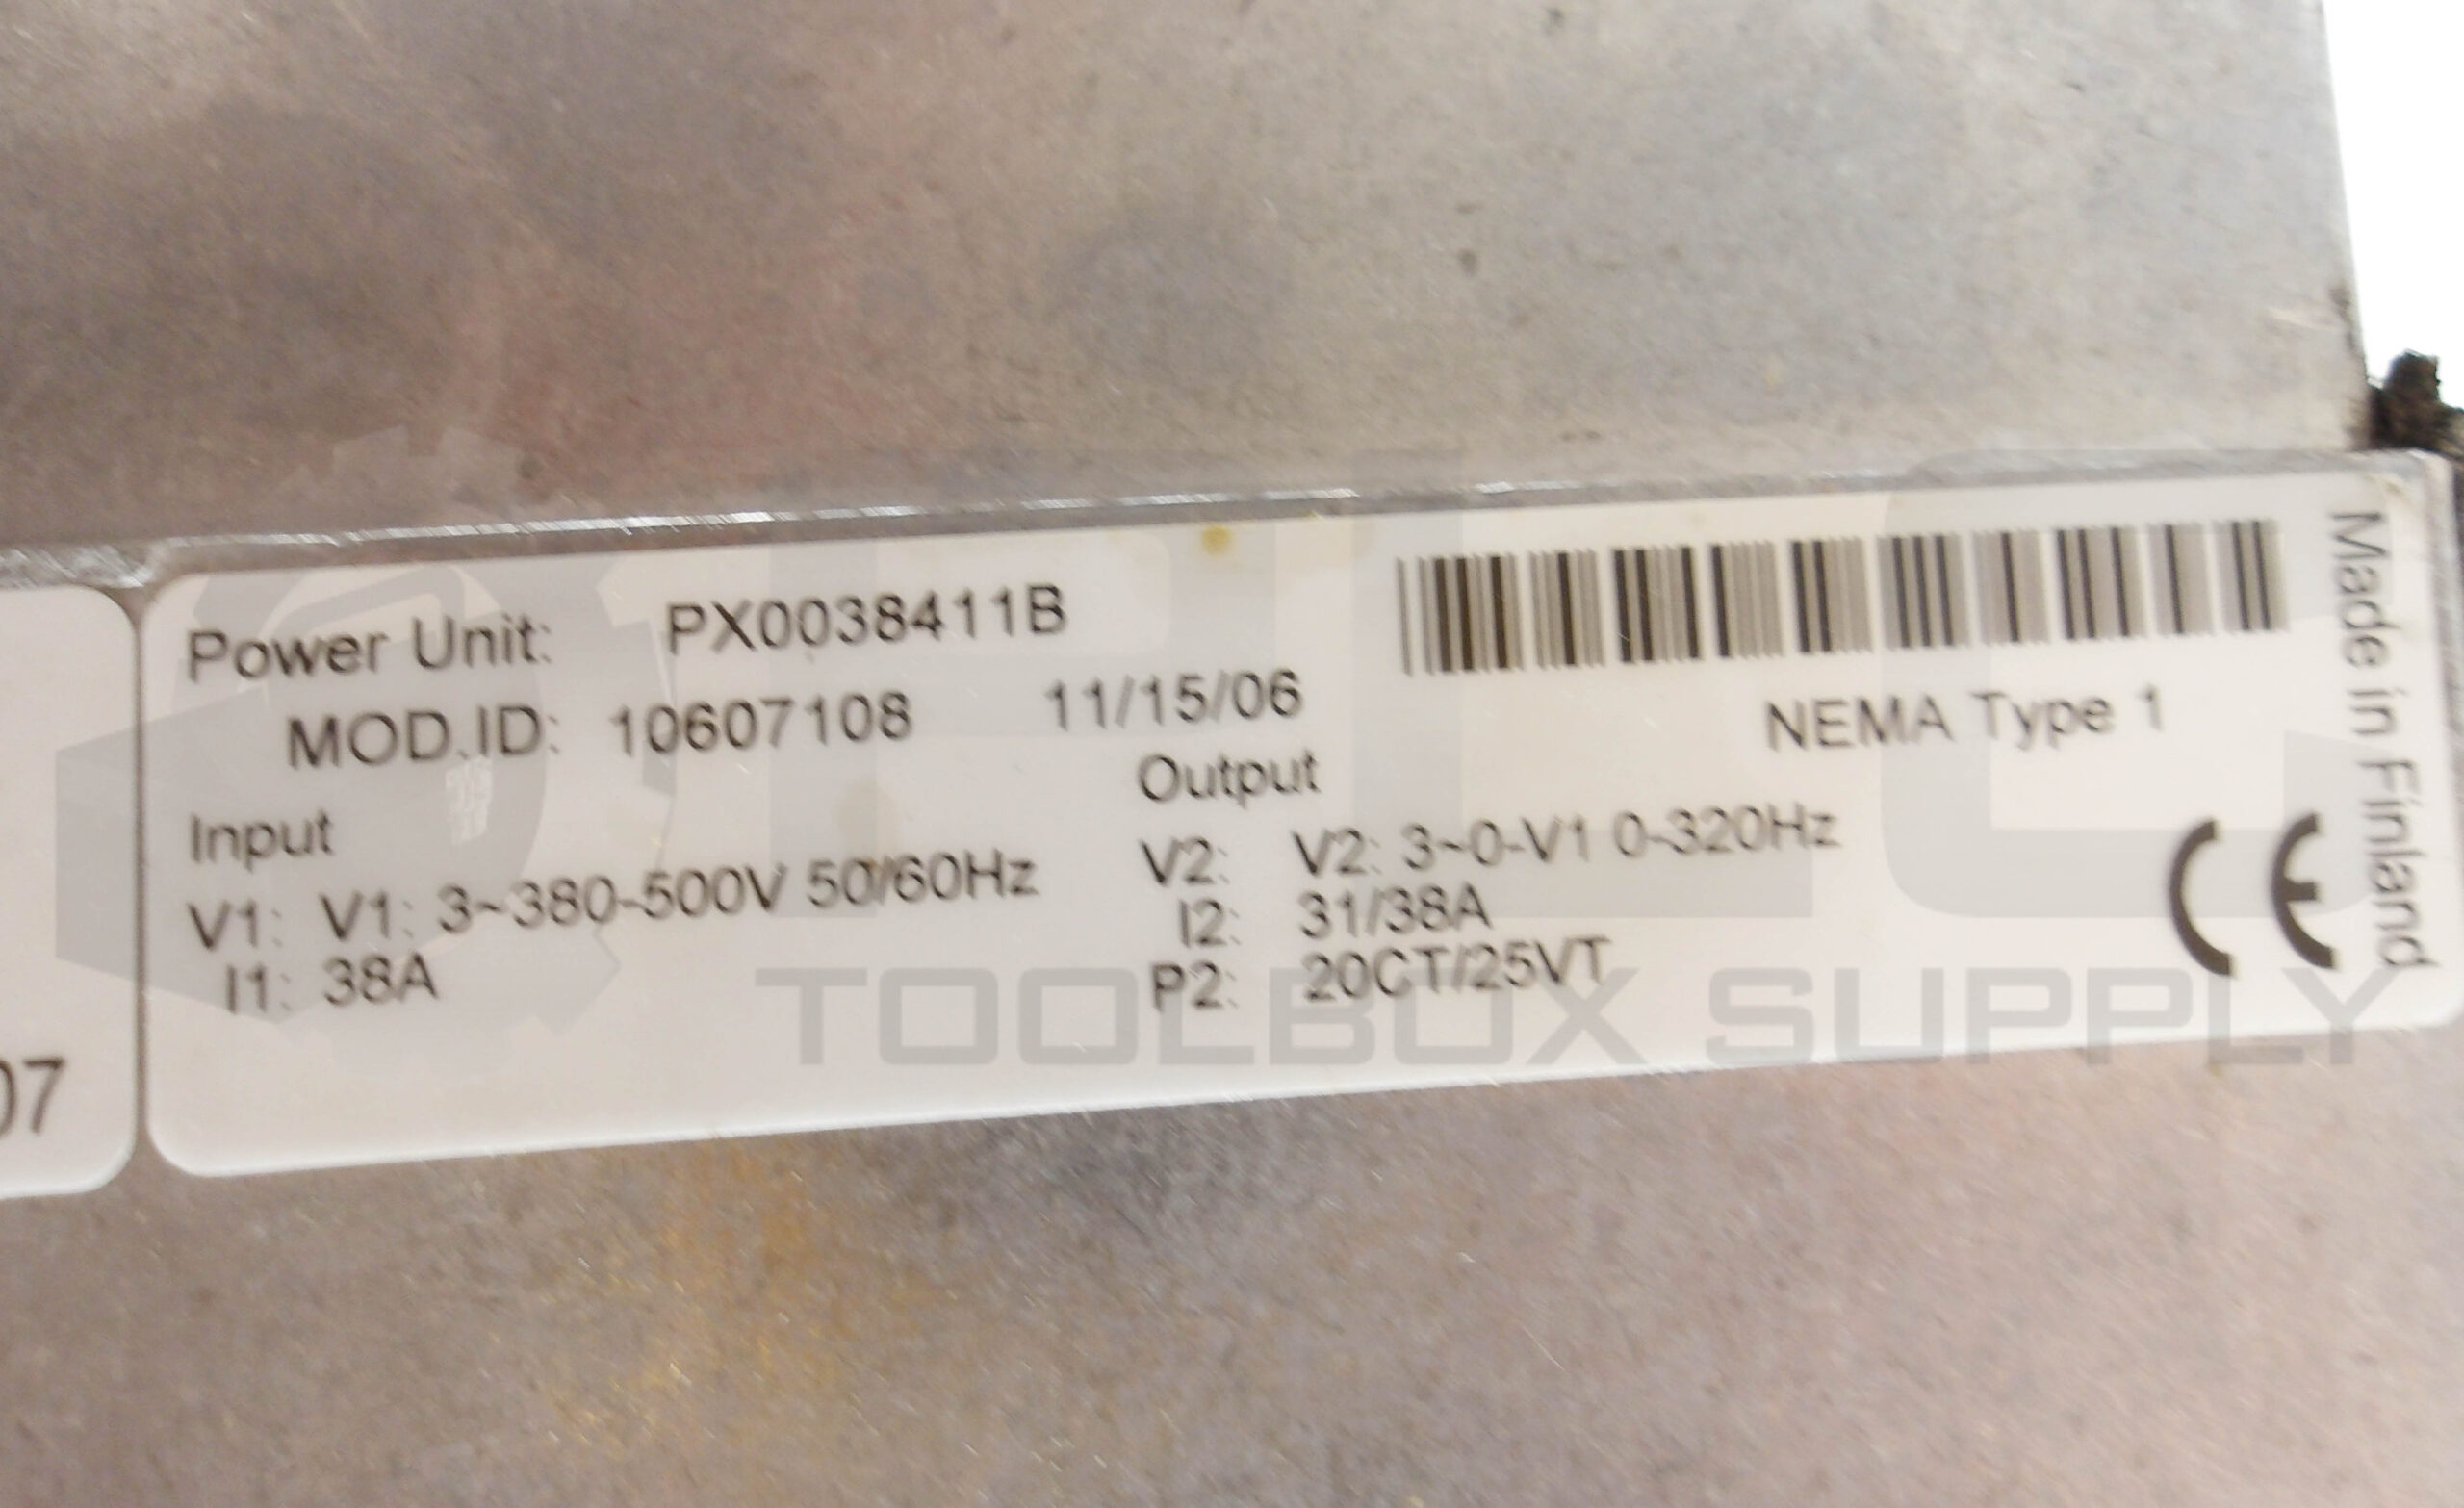 Power Unit: PX0038411B
MOD.ID: 10607108 11/15/06
NEMA Type 1
Input
V1: V1: 3~380-500V 50/60Hz
I1: 38A
Output
V2: V2: 3~0-V1 0-320Hz
I2: 31/38A
P2: 20CT/25VT
CE
Made in Finland
07
PLC
TOOLBOX SUPPLY